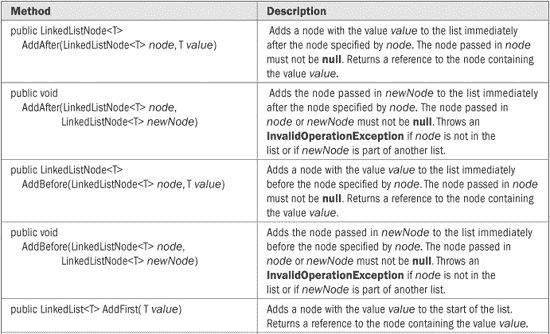 Method
Description
public LinkedListNode<T>
AddAfter(LinkedListNode<T> node, T value)
Adds a node with the value value to the list immediately
after the node specified by node. The node passed in node
must not be null. Returns a reference to the node containing
the value value.
public void
AddAfter(LinkedListNode<T> node,
LinkedListNode<T> newNode)
Adds the node passed in newNode to the list immediately
after the node specified by node. The node passed in
node or newNode must not be null. Throws an
InvalidOperationException if node is not in the
list or if newNode is part of another list.
public LinkedListNode<T>
AddBefore(LinkedListNode<T> node, T value)
Adds a node with the value value to the list immediately
before the node specified by node. The node passed in node
must not be null. Returns a reference to the node containing
the value value.
public void
AddBefore(LinkedListNode<T> node,
LinkedListNode<T> newNode)
Adds the node passed in newNode to the list immediately
before the node specified by node. The node passed in
node or newNode must not be null. Throws an
InvalidOperationException if node is not in the
list or if newNode is part of another list.
public LinkedList<T> AddFirst( T value)
Adds a node with the value value to the start of the list.
Returns a reference to the node containing the value value.